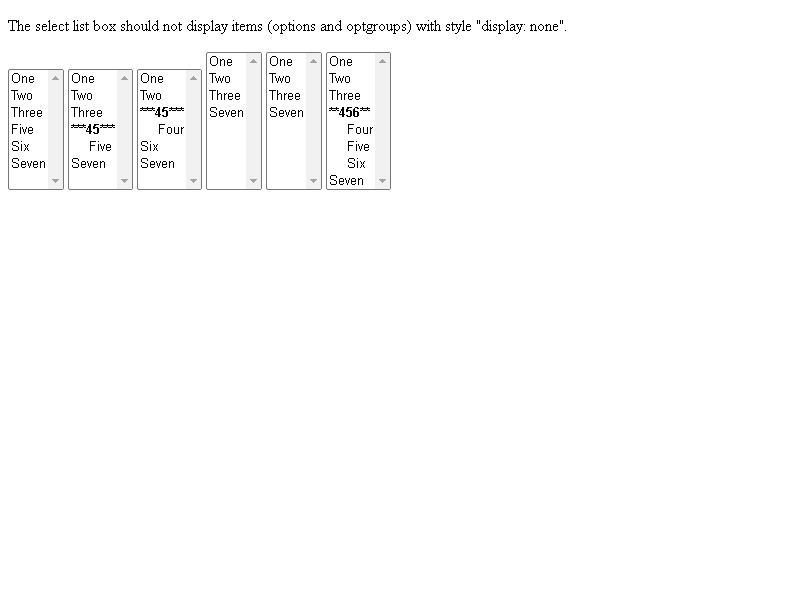 The select list box should not display items (options and optgroups) with style "display: none".
One
Two
Three
Five
Six
Seven
One
Two
Three
***45***
Five
Seven
One
Two
***45***
Four
Six
Seven
One
Two
Three
Seven
One
Two
Three
Seven
One
Two
Three
**456**
Four
Five
Six
Seven